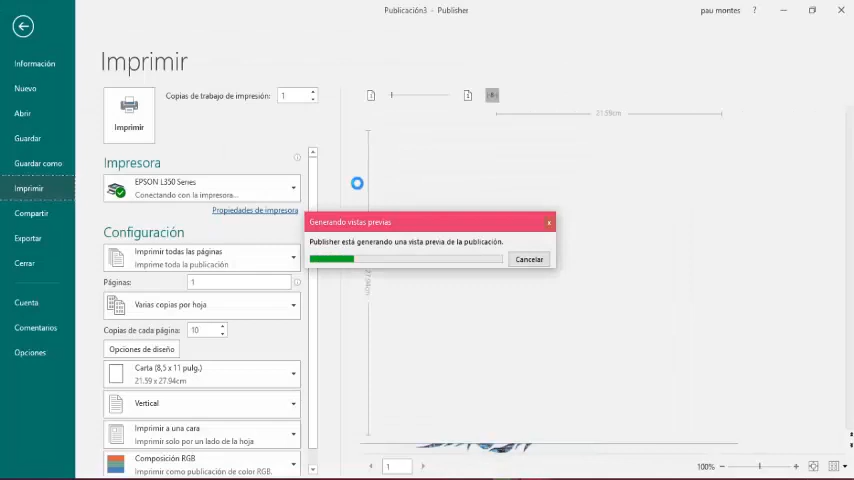 Publicación3 - Publisher
pau montes
?
Información
Nuevo
Abrir
Guardar
Guardar como
Imprimir
Compartir
Exportar
Cerrar
Cuenta
Comentarios
Opciones
Imprimir
Imprimir
Copias de trabajo de impresión: 1
Impresora
EPSON L350 Series
Conectando con la impresora...
Propiedades de impresora
Configuración
Imprimir todas las páginas
Imprime toda la publicación
Páginas: 1
Varias copias por hoja
Copias de cada página: 10
Opciones de diseño
Carta (8,5 x 11 pulg.)
21.59 x 27.94cm
Vertical
Imprimir a una cara
Imprimir solo por un lado de la hoja
Composición RGB
Imprimir como publicación de color RGB.
21.59cm
27.94cm
Generando vistas previas
x
Publisher está generando una vista previa de la publicación.
Cancelar
1
100%